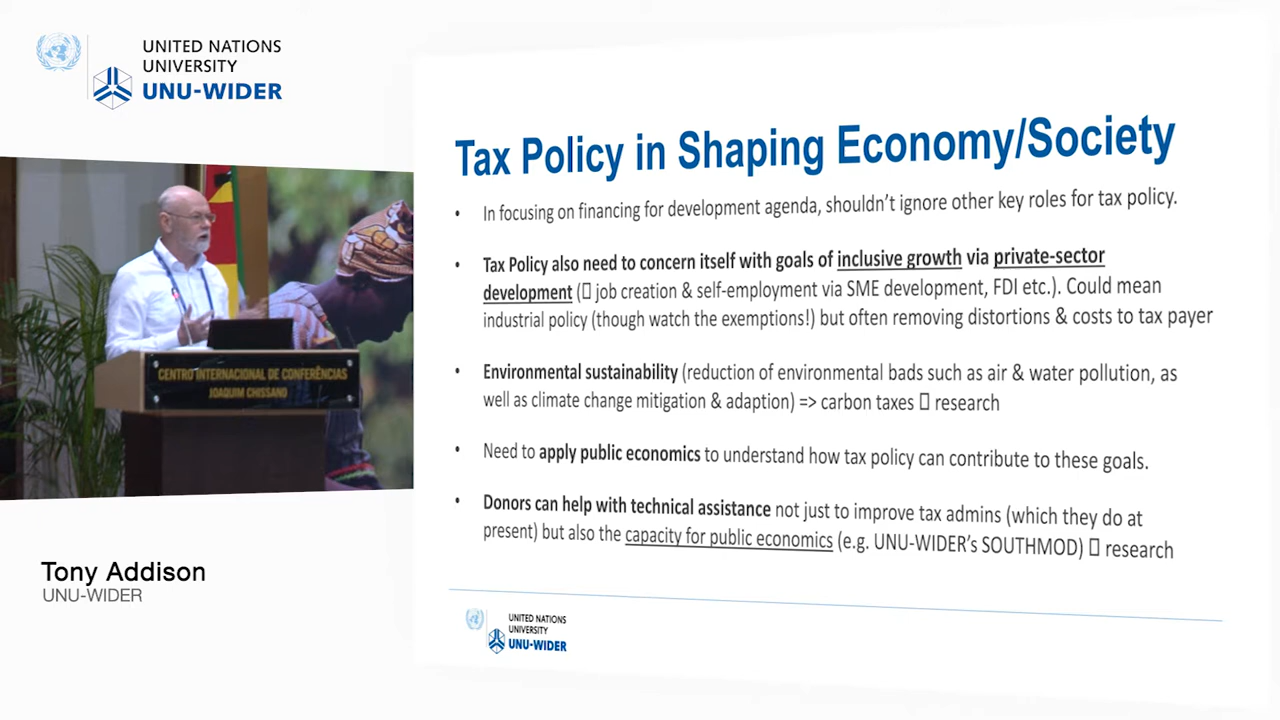 UNITED NATIONS
UNIVERSITY
UNU-WIDER
CENTRO INTERNACIONAL DE CONFERÊNCIAS
JOAQUIM CHISSANO
Tony Addison
UNU-WIDER
Tax Policy in Shaping Economy/Society
• In focusing on financing for development agenda, shouldn't ignore other key roles for tax policy.
• Tax Policy also need to concern itself with goals of inclusive growth via private-sector
development (▯ job creation & self-employment via SME development, FDI etc.). Could mean
industrial policy (though watch the exemptions!) but often removing distortions & costs to tax payer
• Environmental sustainability (reduction of environmental bads such as air & water pollution, as
well as climate change mitigation & adaption) => carbon taxes ▯ research
• Need to apply public economics to understand how tax policy can contribute to these goals.
• Donors can help with technical assistance not just to improve tax admins (which they do at
present) but also the capacity for public economics (e.g. UNU-WIDER's SOUTHMOD) ▯ research
UNITED NATIONS
UNIVERSITY
UNU-WIDER